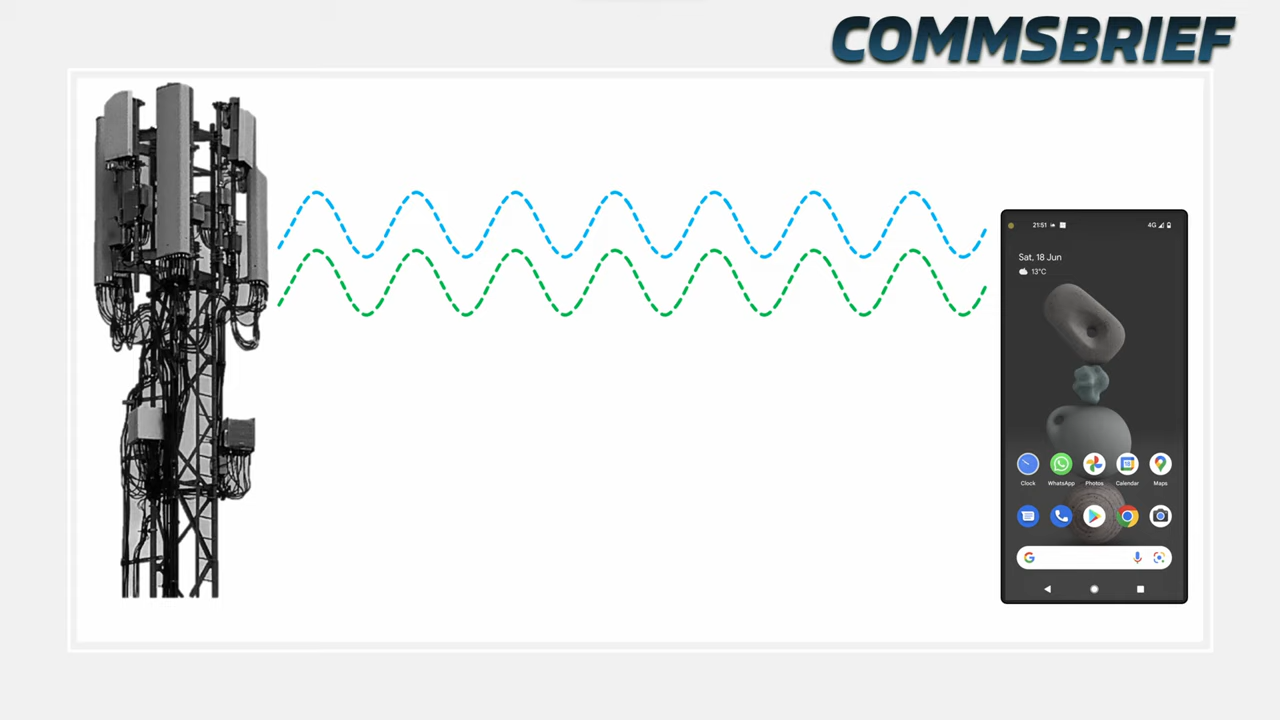 COMMSBRIEF
21:51
4G
Sat, 18 Jun
13°C
Clock WhatsApp Photos Calendar Maps